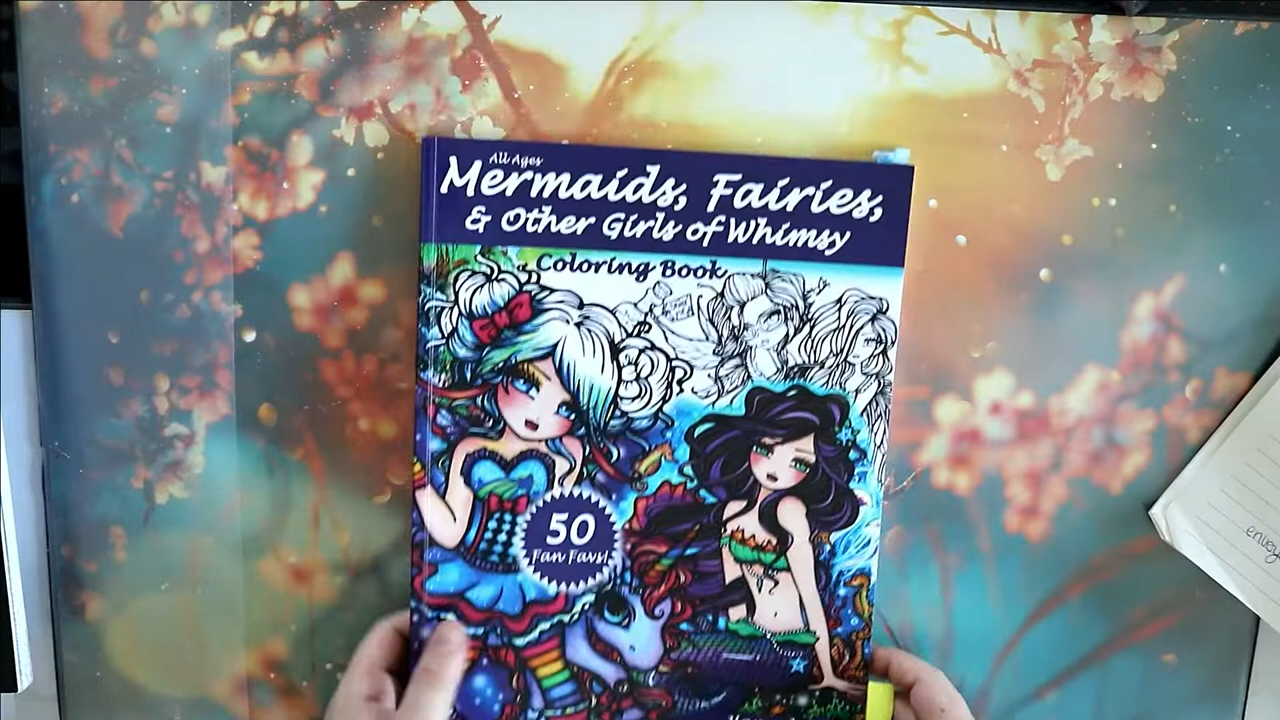 All Ages
Mermaids, Fairies,
& Other Girls of Whimsy
Coloring Book
50
Fan Favs!